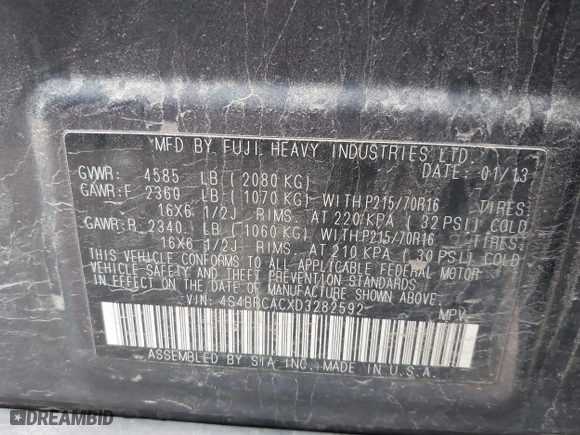 MFD BY FUJI HEAVY INDUSTRIES LTD.
DATE: 01/13
GVWR: 4585 LB (2080 KG)
GAWR:F 2360 LB (1070 KG) WITH P215/70R16 TIRES:
16X6 1/2J RIMS AT 220/KPA (32 PSI) COLD
GAWR:R 2340 LB (1060 KG) WITH P215/70R16 TIRES:
16X6 1/2J RIMS AT 210 KPA (30 PSI) COLD
THIS VEHICLE CONFORMS TO ALL APPLICABLE FEDERAL MOTOR
VEHICLE SAFETY AND THEFT PREVENTION STANDARDS
IN EFFECT ON THE DATE OF MANUFACTURE SHOWN ABOVE.
VIN: 4S4BRCACXD3282592 MPV
ASSEMBLED BY SIA INC. MADE IN U.S.A.
DREAMBID